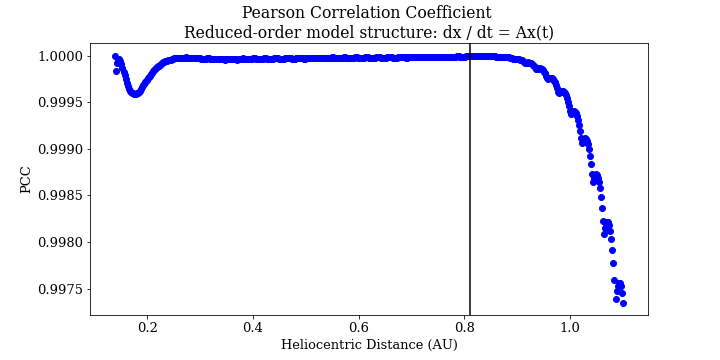 Pearson Correlation Coefficient
Reduced-order model structure: dx / dt = Ax(t)
1.0000
0.9995
0.9990
0.9985
0.9980
0.9975
PCC
0.2
0.4
0.6
0.8
1.0
Heliocentric Distance (AU)